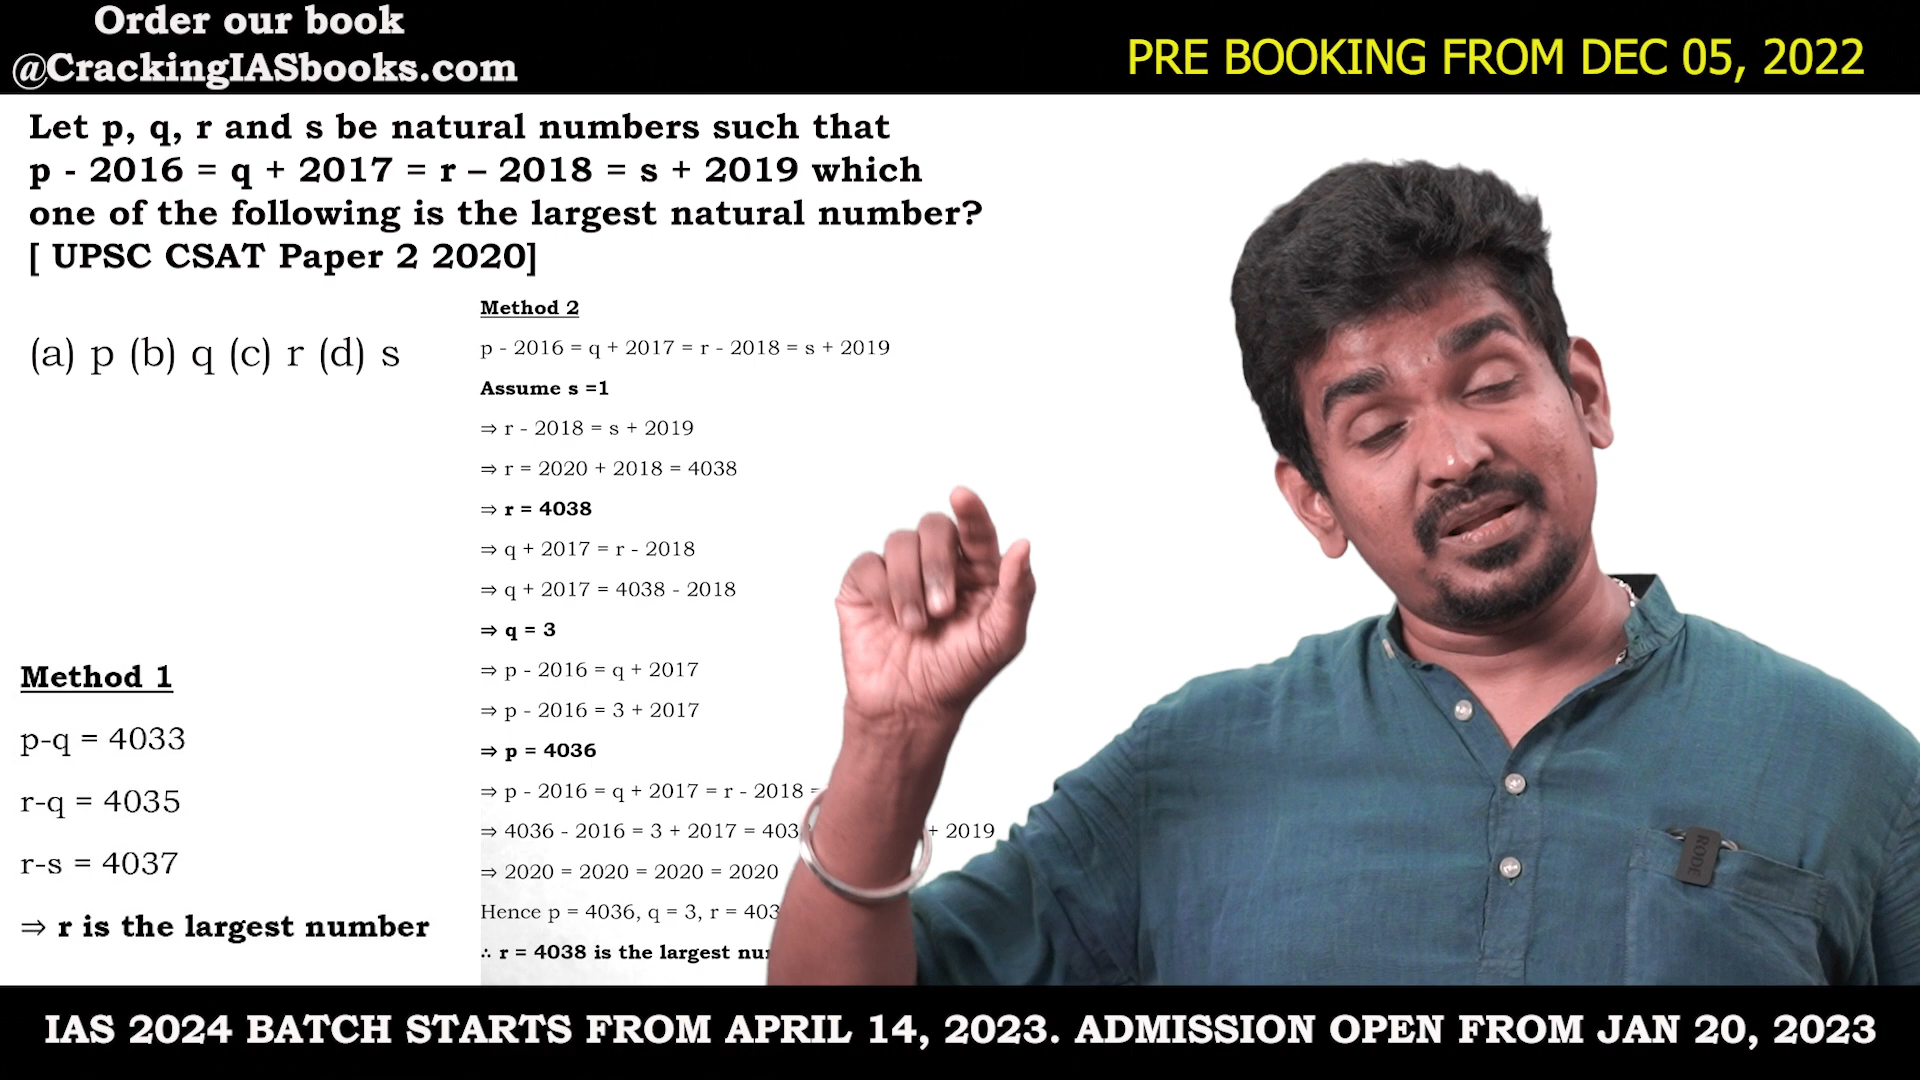 Order our book
@CrackingIASbooks.com
PRE BOOKING FROM DEC 05, 2022
Let p, q, r and s be natural numbers such that
p - 2016 = q + 2017 = r – 2018 = s + 2019 which
one of the following is the largest natural number?
[ UPSC CSAT Paper 2 2020]
(a) p (b) q (c) r (d) s
Method 1
p-q = 4033
r-q = 4035
r-s = 4037
⇒ r is the largest number
Method 2
p - 2016 = q + 2017 = r - 2018 = s + 2019
Assume s =1
⇒ r - 2018 = s + 2019
⇒ r = 2020 + 2018 = 4038
⇒ r = 4038
⇒ q + 2017 = r - 2018
⇒ q + 2017 = 4038 - 2018
⇒ q = 3
⇒ p - 2016 = q + 2017
⇒ p - 2016 = 3 + 2017
⇒ p = 4036
⇒ p - 2016 = q + 2017 = r - 2018 =
⇒ 4036 - 2016 = 3 + 2017 = + 2019
⇒ 2020 = 2020 = 2020 = 2020
Hence p = 4036, q = 3, r =
∴ r = 4038 is the largest
RODE
IAS 2024 BATCH STARTS FROM APRIL 14, 2023. ADMISSION OPEN FROM JAN 20, 2023